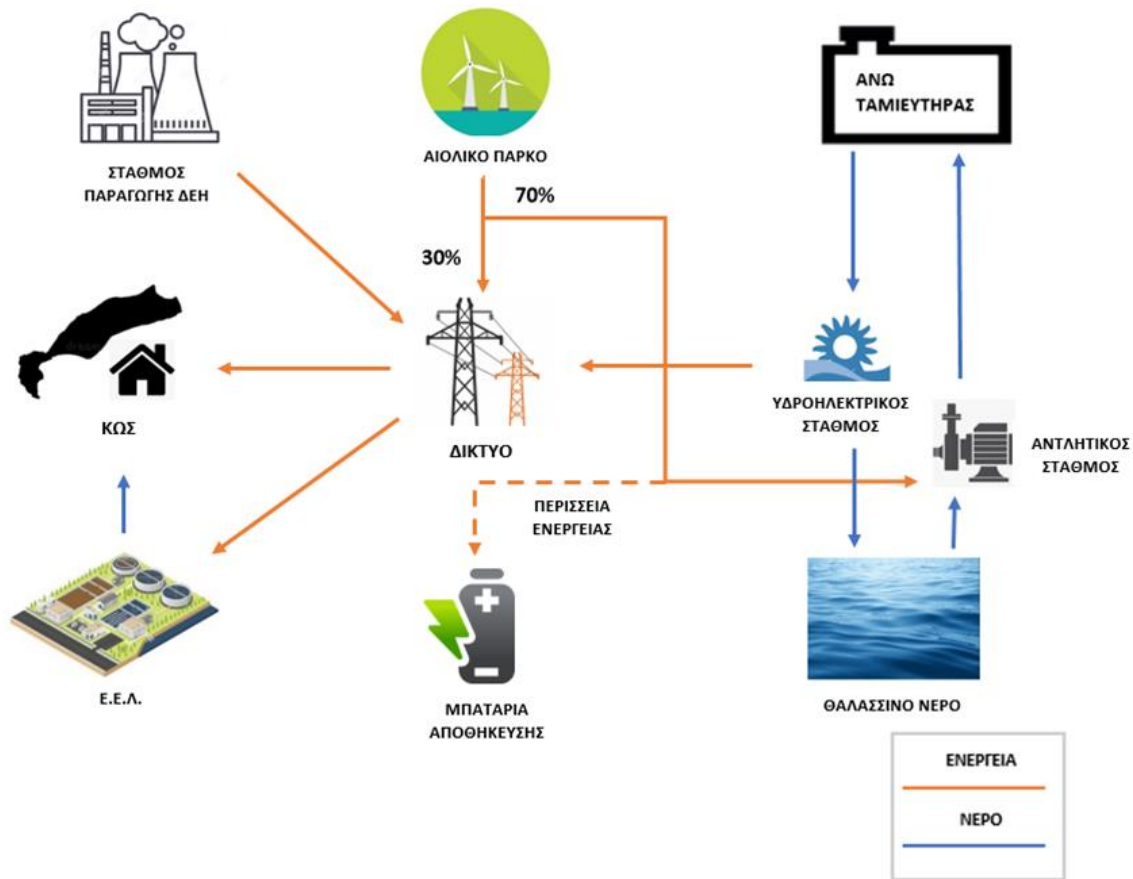 ΑΝΩ
ΤΑΜΙΕΥΤΗΡΑΣ
ΣΤΑΘΜΟΣ
ΠΑΡΑΓΩΓΗΣ ΔΕΗ
ΑΙΟΛΙΚΟ ΠΑΡΚΟ
70%
30%
ΚΩΣ
ΔΙΚΤΥΟ
ΥΔΡΟΗΛΕΚΤΡΙΚΟΣ
ΣΤΑΘΜΟΣ
ΑΝΤΛΗΤΙΚΟΣ
ΣΤΑΘΜΟΣ
ΠΕΡΙΣΣΕΙΑ
ΕΝΕΡΓΕΙΑΣ
Ε.Ε.Λ.
ΜΠΑΤΑΡΙΑ
ΑΠΟΘΗΚΕΥΣΗΣ
ΘΑΛΑΣΣΙΝΟ ΝΕΡΟ
ΕΝΕΡΓΕΙΑ
ΝΕΡΟ